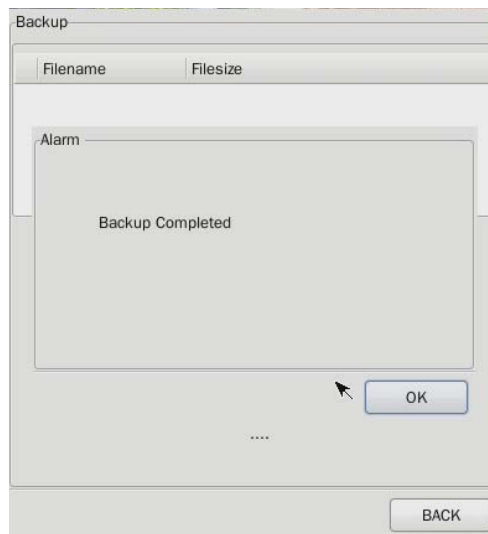 Backup
Filename Filesize
Alarm
Backup Completed
OK
....
BACK